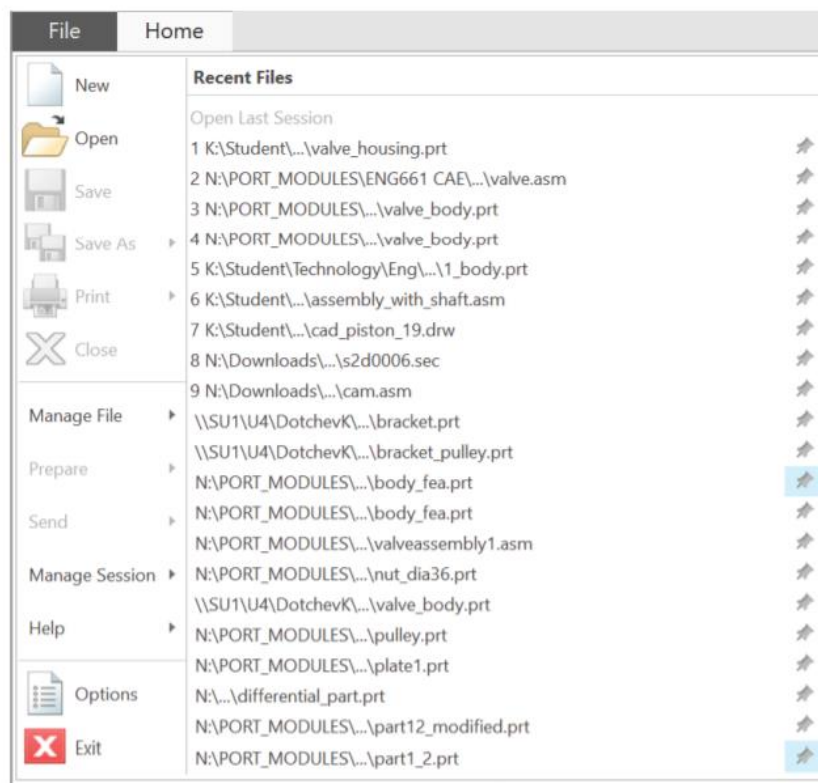 File
Home
New
Open
Save
Save As
Print
Close
Manage File
Prepare
Send
Manage Session
Help
Options
Exit
Recent Files
Open Last Session
1 K:\Student\...\valve_housing.prt
2 N:\PORT_MODULES\ENG661 CAE\...\valve.asm
3 N:\PORT_MODULES\...\valve_body.prt
4 N:\PORT_MODULES\...\valve_body.prt
5 K:\Student\Technology\Eng\...\1_body.prt
6 K:\Student\...\assembly_with_shaft.asm
7 K:\Student\...\cad_piston_19.drw
8 N:\Downloads\...\s2d0006.sec
9 N:\Downloads\...\cam.asm
\\SU1\U4\DotchevK\...\bracket.prt
\\SU1\U4\DotchevK\...\bracket_pulley.prt
N:\PORT_MODULES\...\body_fea.prt
N:\PORT_MODULES\...\body_fea.prt
N:\PORT_MODULES\...\valveassembly1.asm
N:\PORT_MODULES\...\nut_dia36.prt
\\SU1\U4\DotchevK\...\valve_body.prt
N:\PORT_MODULES\...\pulley.prt
N:\PORT_MODULES\...\plate1.prt
N:\...\differential_part.prt
N:\PORT_MODULES\...\part12_modified.prt
N:\PORT_MODULES\...\part1_2.prt